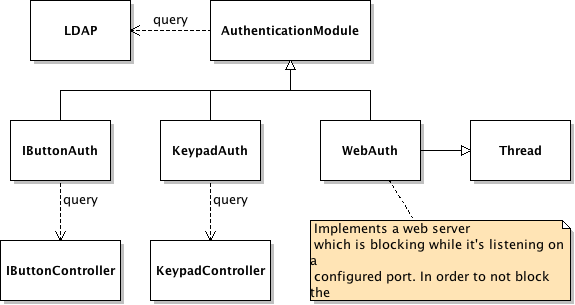 query
LDAP
AuthenticationModule
IButtonAuth
KeypadAuth
WebAuth
Thread
query
query
IButtonController
KeypadController
Implements a web server
which is blocking while it's listening on
a
configured port. In order to not block
the